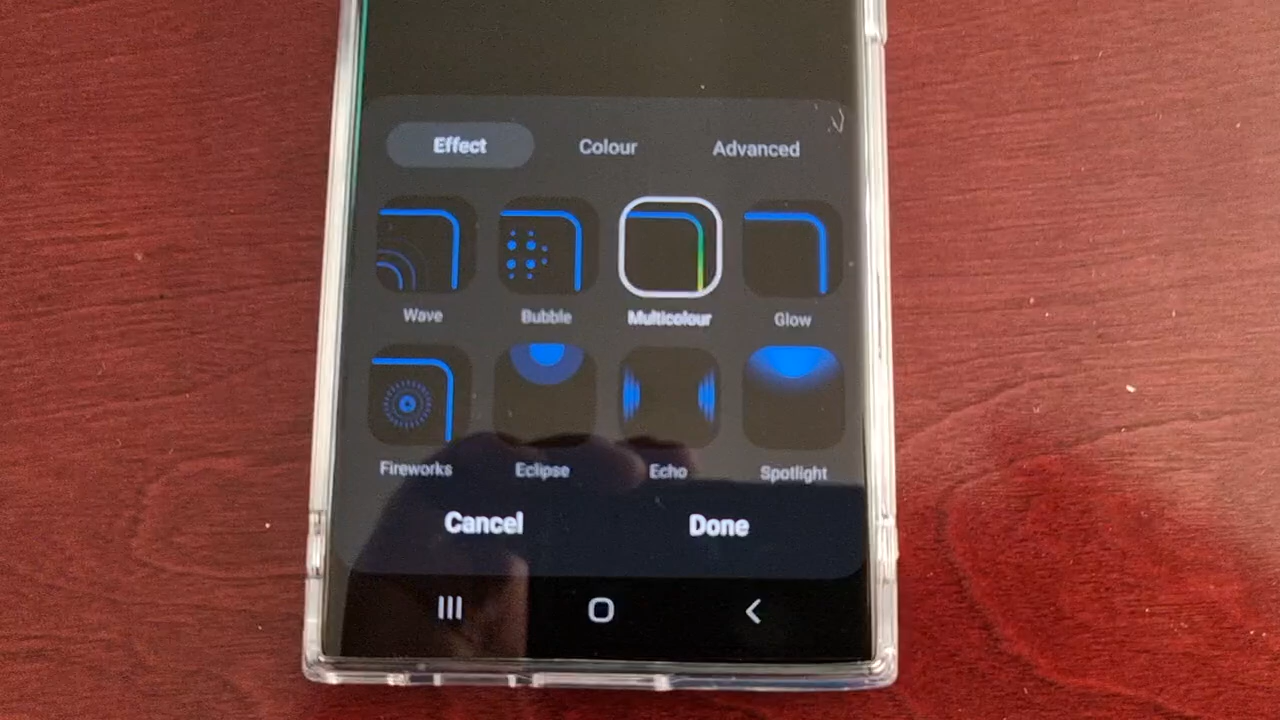 Effect Colour Advanced
Wave Bubble Multicolour Glow
Fireworks Eclipse Echo Spotlight
Cancel Done